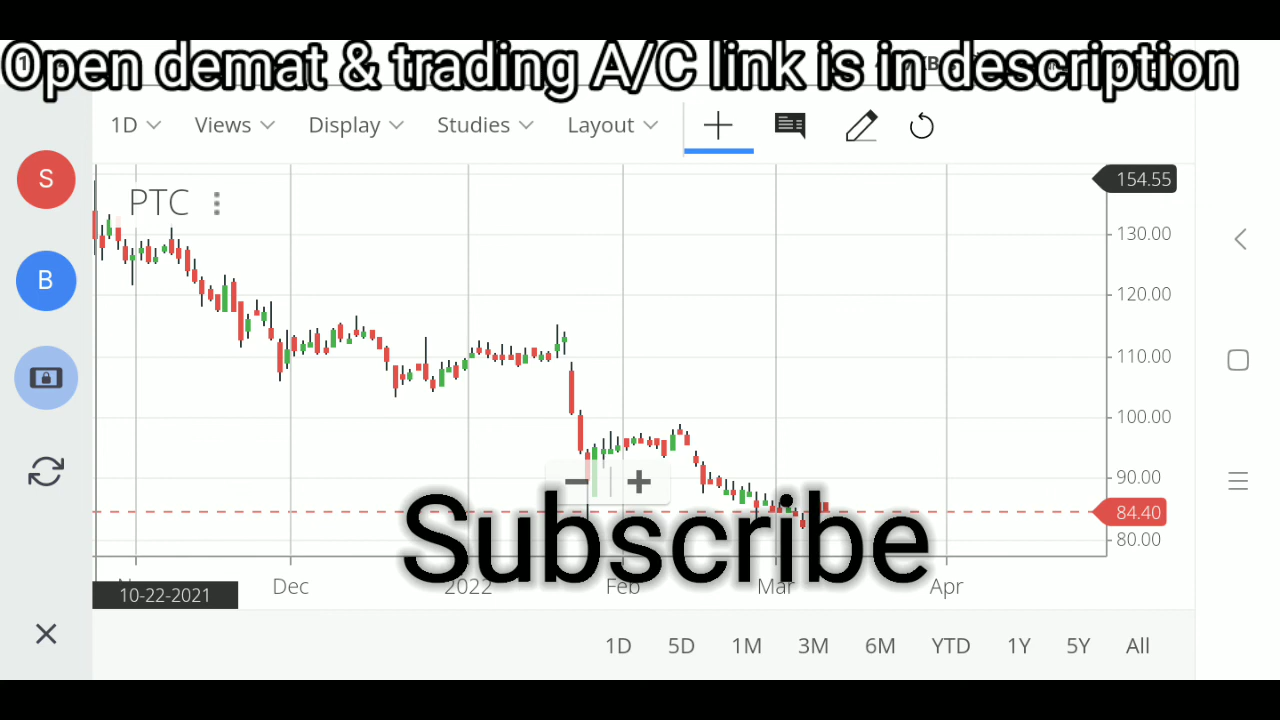 Open demat & trading A/C link is in description
1D Views Display Studies Layout
S
PTC
154.55
130.00
B
120.00
110.00
100.00
90.00
84.40
80.00
Subscribe
Dec 2022 Feb Mar Apr
10-22-2021
1D 5D 1M 3M 6M YTD 1Y 5Y All